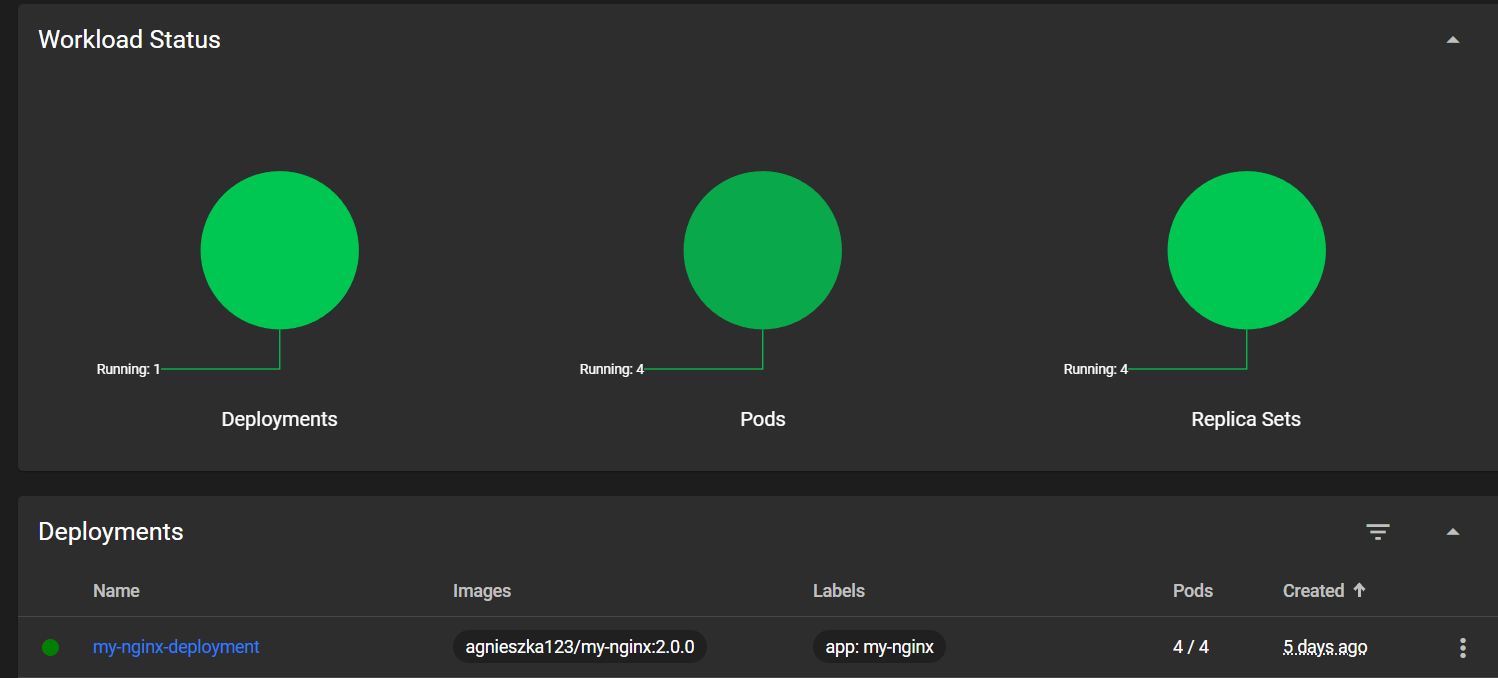 Workload Status
Running: 1
Running: 4
Running: 4
Deployments
Pods
Replica Sets
Deployments
Name Images Labels Pods Created
my-nginx-deployment agnieszka123/my-nginx:2.0.0 app: my-nginx 4 / 4 5 days ago